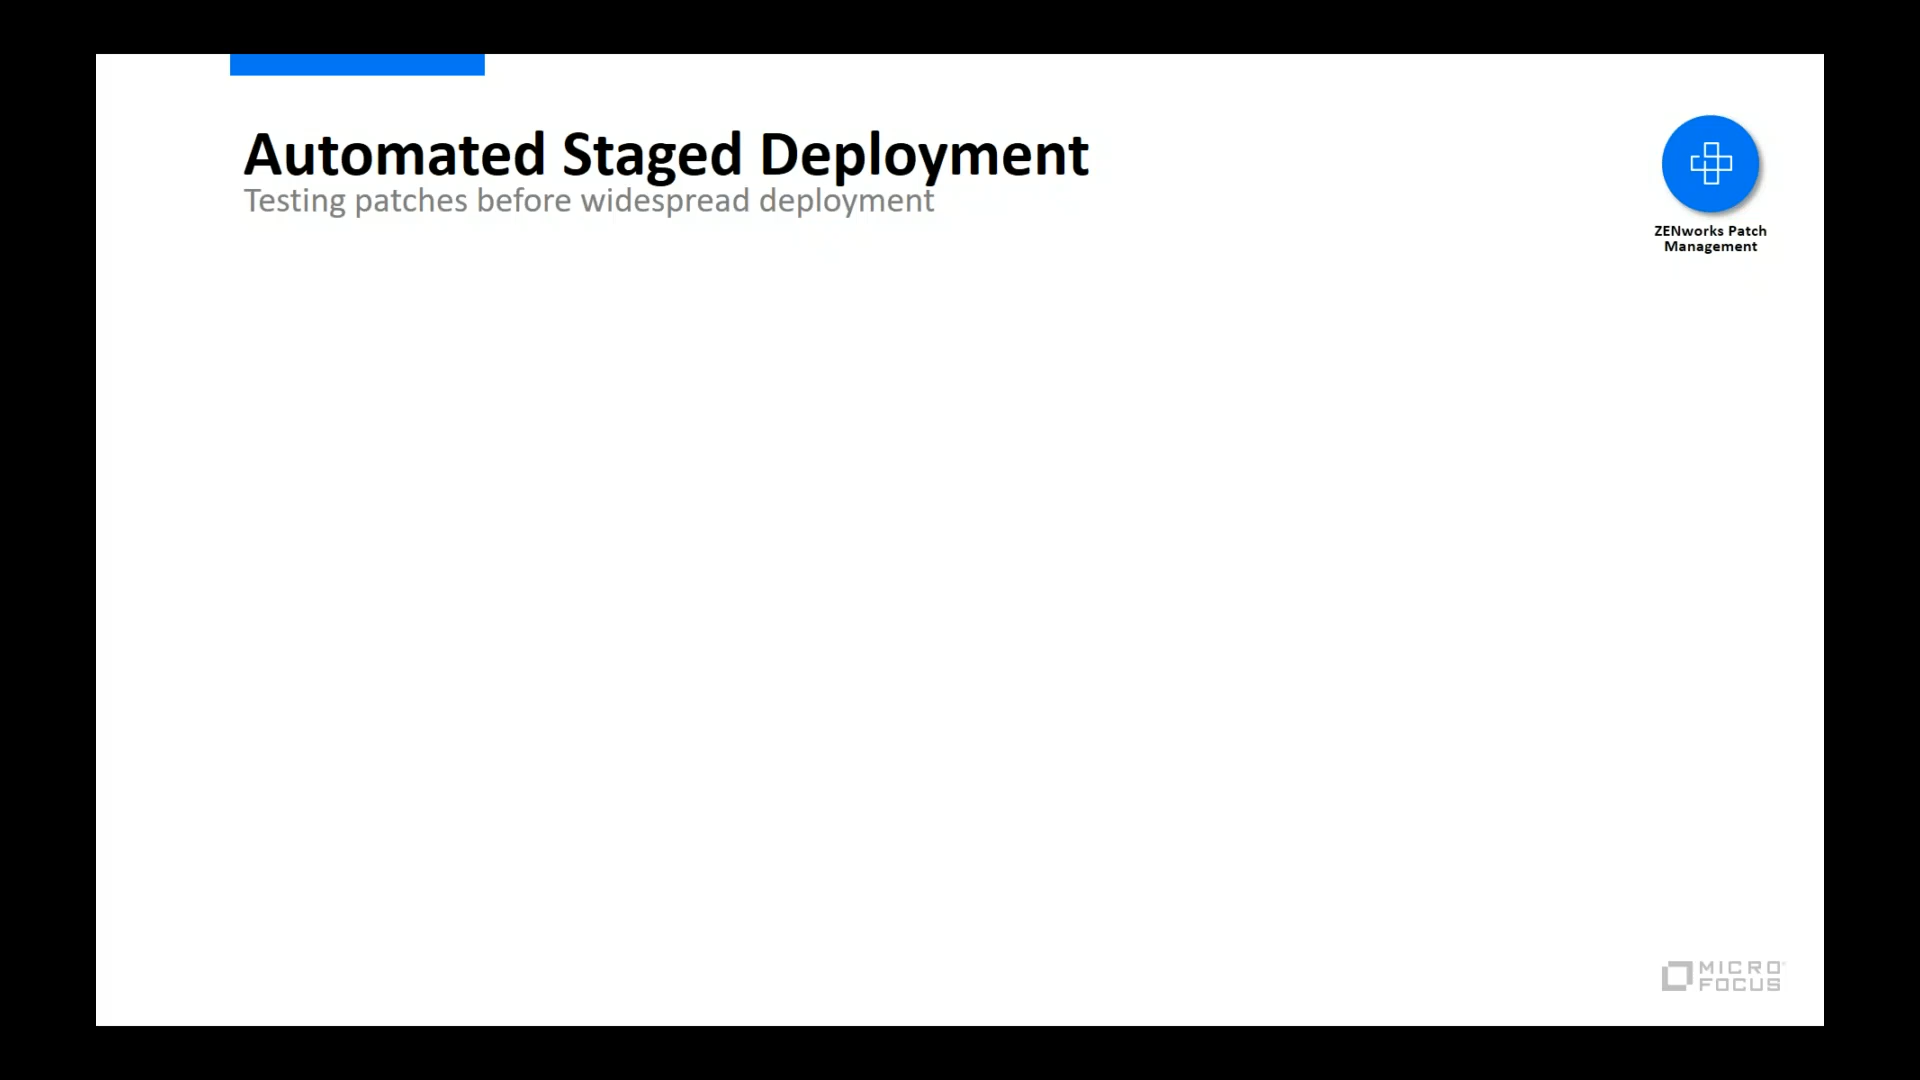 Automated Staged Deployment
Testing patches before widespread deployment
ZENworks Patch
Management
MICRO
FOCUS